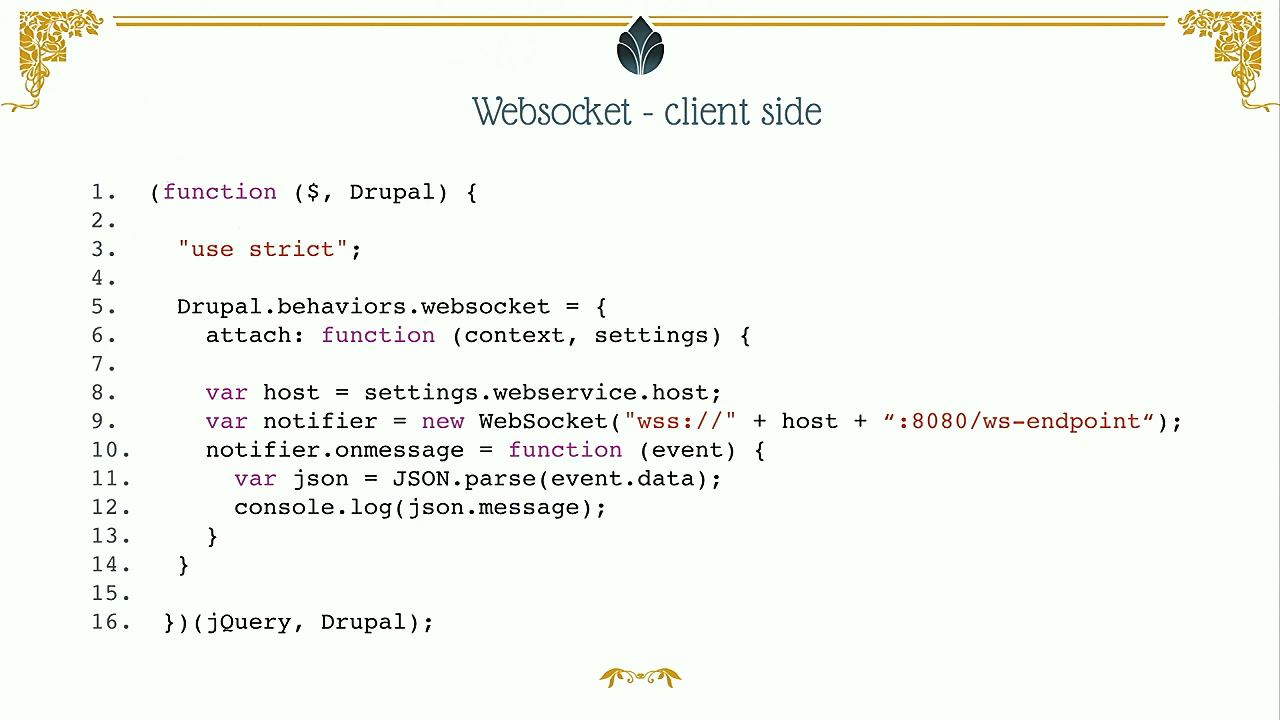 Websocket - client side
1. (function ($, Drupal) {
2.
3. "use strict";
4.
5. Drupal.behaviors.websocket = {
6. attach: function (context, settings) {
7.
8. var host = settings.webservice.host;
9. var notifier = new WebSocket("wss://" + host + “:8080/ws-endpoint“);
10. notifier.onmessage = function (event) {
11. var json = JSON.parse(event.data);
12. console.log(json.message);
13. }
14. }
15.
16. })(jQuery, Drupal);